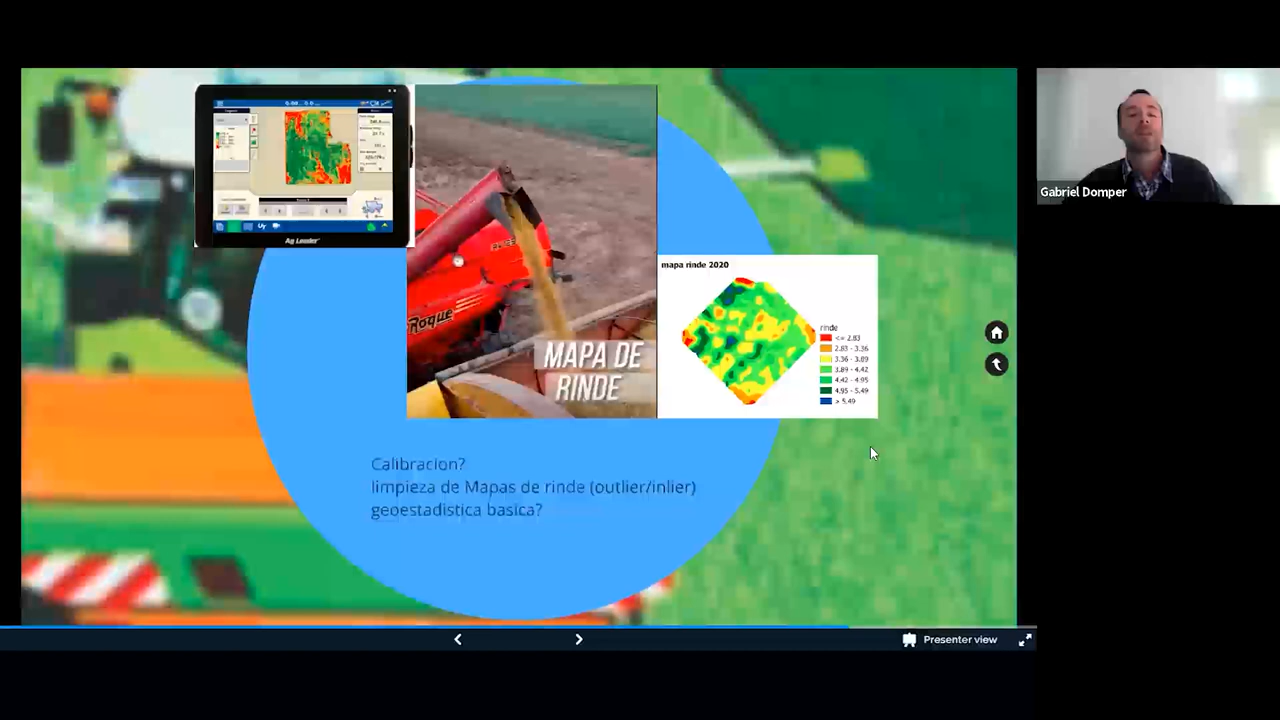 Ag Leader
Roque
MAPA DE
RINDE
mapa rinde 2020
rinde
<= 2.83
2.83 - 3.36
3.36 - 3.89
3.89 - 4.42
4.42 - 4.95
4.95 - 5.49
> 5.49
Calibracion?
limpieza de Mapas de rinde (outlier/inlier)
geoestadistica basica?
Presenter view
Gabriel Domper